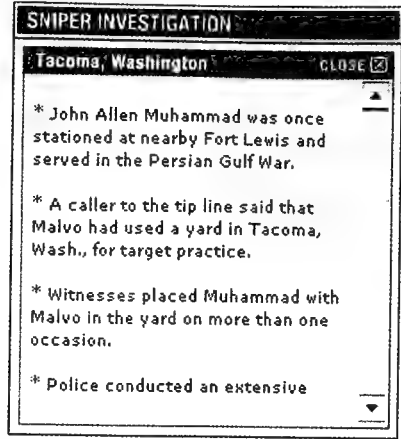 SNIPER INVESTIGATION
Tacoma, Washington CLOSE
* John Allen Muhammad was once
stationed at nearby Fort Lewis and
served in the Persian Gulf War.
* A caller to the tip line said that
Malvo had used a yard in Tacoma,
Wash., for target practice.
* Witnesses placed Muhammad with
Malvo in the yard on more than one
occasion.
* Police conducted an extensive